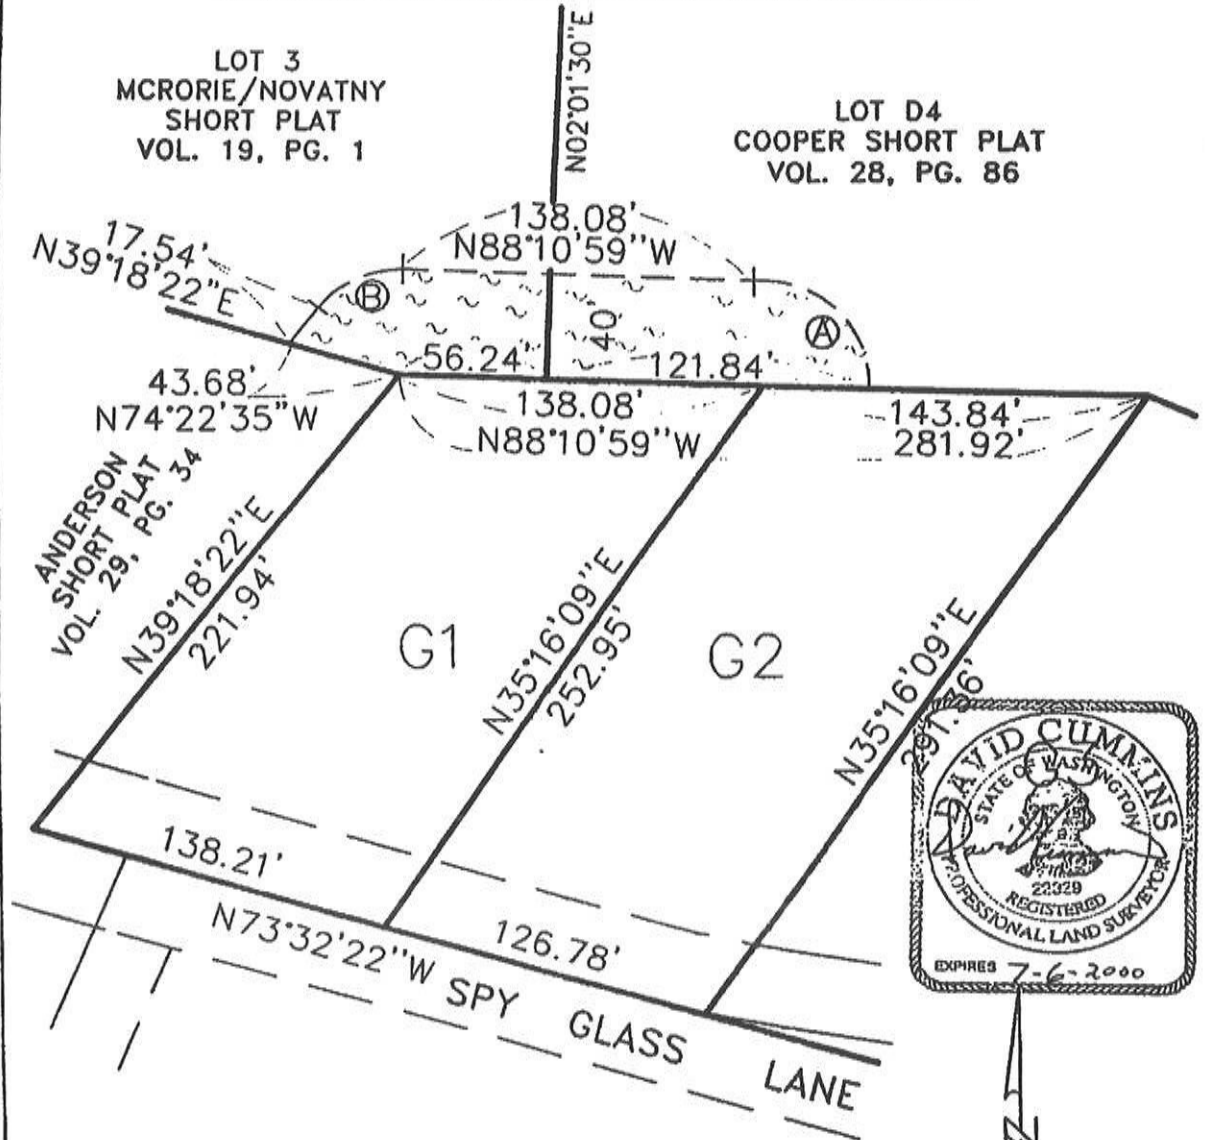 LOT 3
MCRORIE/NOVATNY
SHORT PLAT
VOL. 19, PG. 1
N02°01'30"E
LOT D4
COOPER SHORT PLAT
VOL. 28, PG. 86
138.08'
N88°10'59"W
17.54'
N39°18'22"E
B
A
40'
56.24'
121.84'
43.68'
N74°22'35"W
138.08'
N88°10'59"W
143.84'
281.92'
ANDERSON
SHORT PLAT
VOL. 29, PG. 34
N39°18'22"E
221.94'
G1
N35°16'09"E
252.95'
G2
N35°16'09"E
291.36'
DAVID CUMMINS
STATE OF WASHINGTON
22329
REGISTERED
PROFESSIONAL LAND SURVEYOR
EXPIRES 7-6-2000
138.21'
N73°32'22"W
126.78'
SPY GLASS LANE
N